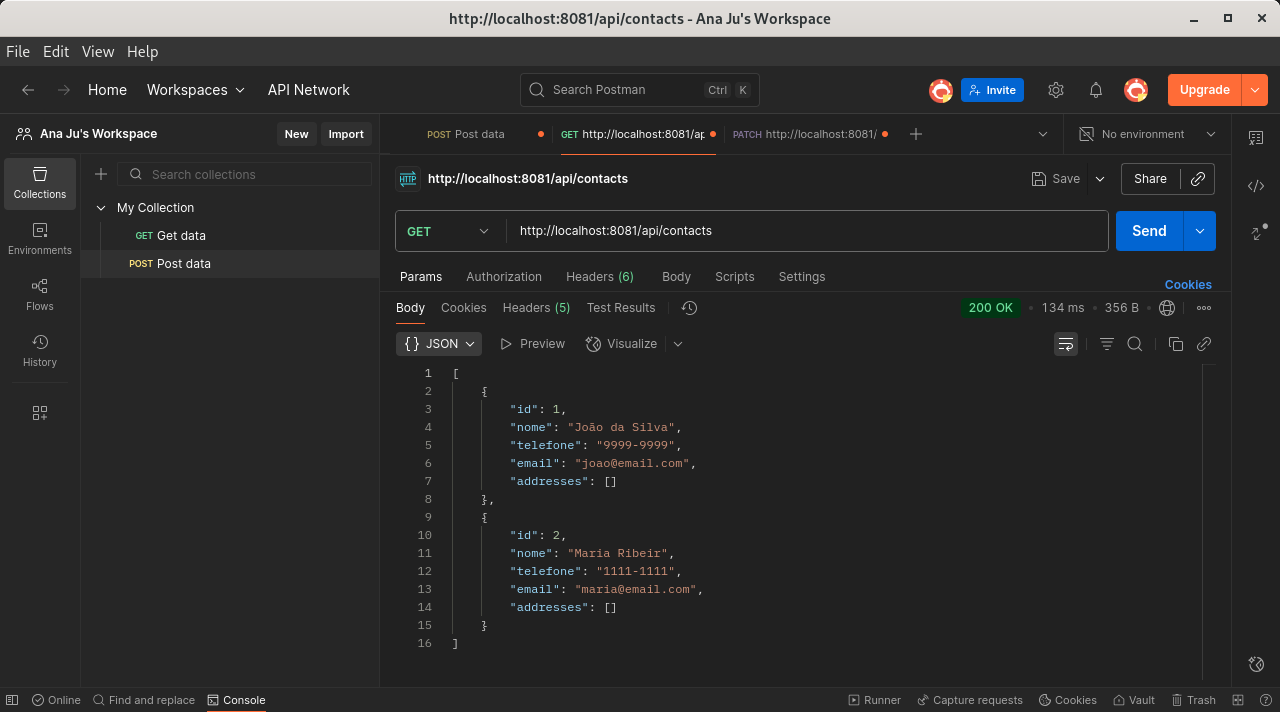 http://localhost:8081/api/contacts - Ana Ju's Workspace
File Edit View Help
Home Workspaces API Network Search Postman Ctrl K Invite Upgrade
Ana Ju's Workspace New Import POST Post data GET http://localhost:8081/ap PATCH http://localhost:8081/ No environment
Collections
Environments
Flows
History
Search collections
My Collection
GET Get data
POST Post data
HTTP http://localhost:8081/api/contacts Save Share
GET http://localhost:8081/api/contacts Send
Params Authorization Headers (6) Body Scripts Settings Cookies
Body Cookies Headers (5) Test Results 200 OK • 134 ms • 356 B •
{ } JSON Preview Visualize
1 [
2 {
3 "id": 1,
4 "nome": "João da Silva",
5 "telefone": "9999-9999",
6 "email": "joao@email.com",
7 "addresses": []
8 },
9 {
10 "id": 2,
11 "nome": "Maria Ribeir",
12 "telefone": "1111-1111",
13 "email": "maria@email.com",
14 "addresses": []
15 }
16 ]
Online Find and replace Console Runner Capture requests Cookies Vault Trash